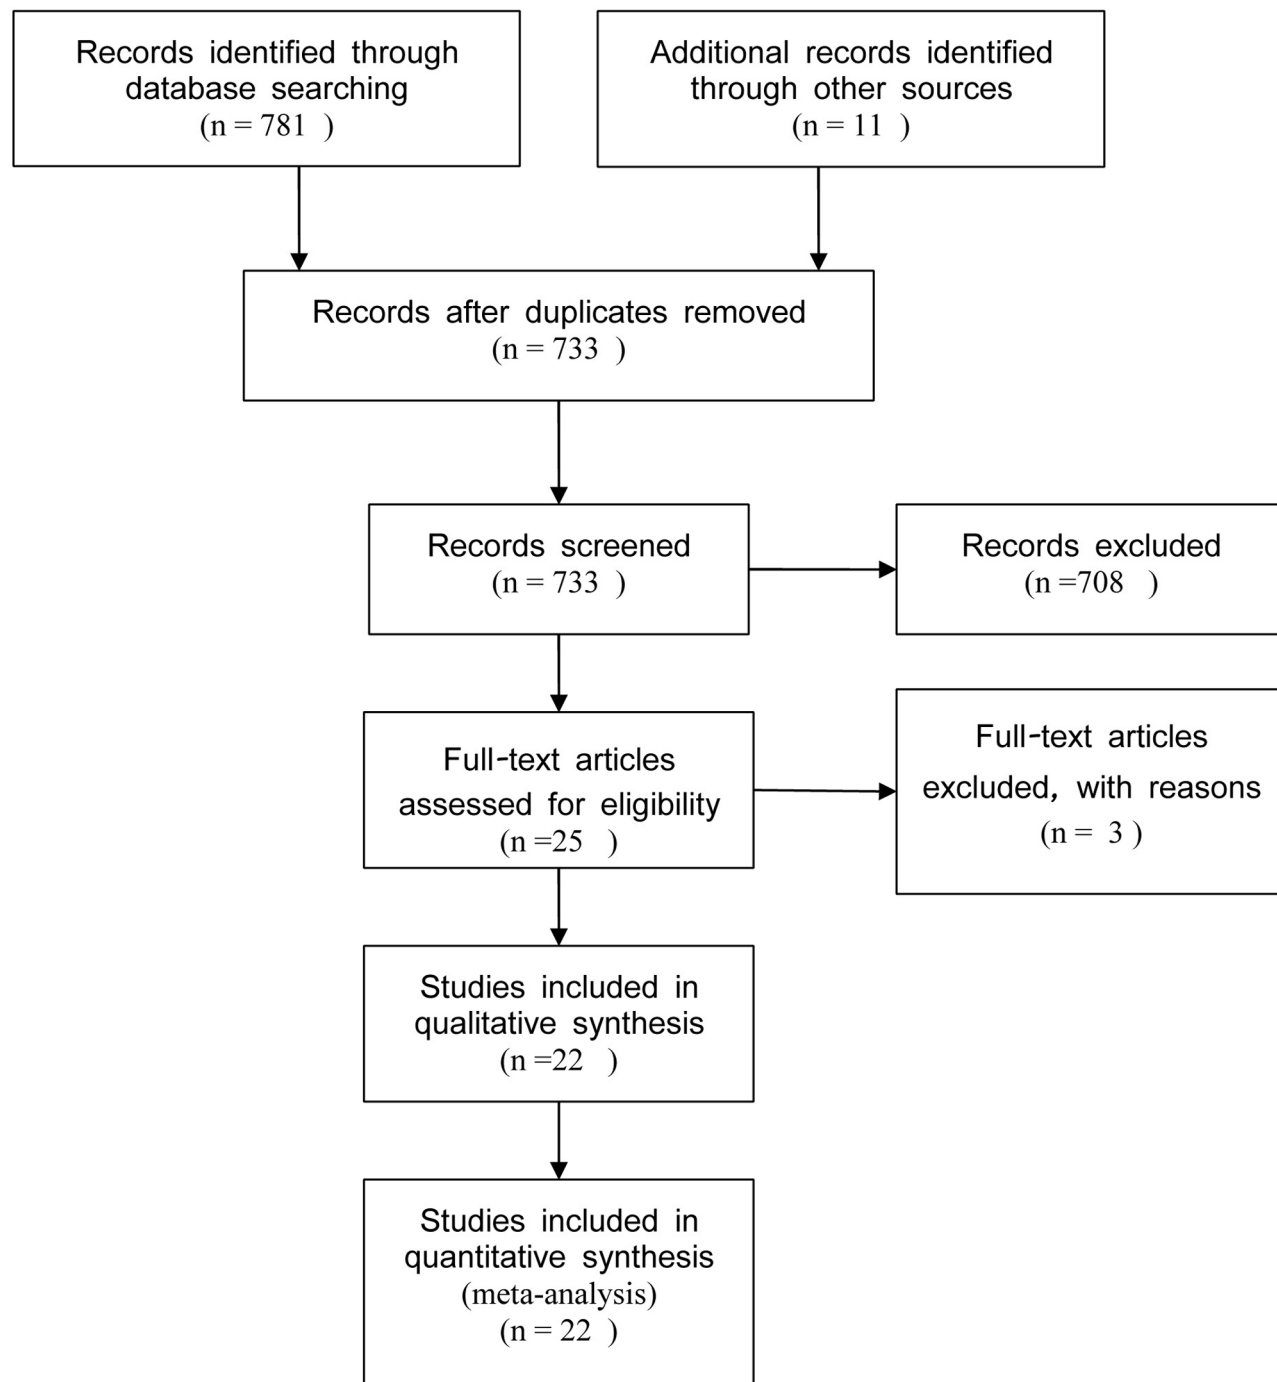 Records identified through
database searching
(n = 781 )
Additional records identified
through other sources
(n = 11 )
Records after duplicates removed
(n = 733 )
Records screened
(n = 733 )
Records excluded
(n =708 )
Full-text articles
assessed for eligibility
(n =25 )
Full-text articles
excluded, with reasons
(n = 3 )
Studies included in
qualitative synthesis
(n =22 )
Studies included in
quantitative synthesis
(meta-analysis)
(n = 22 )